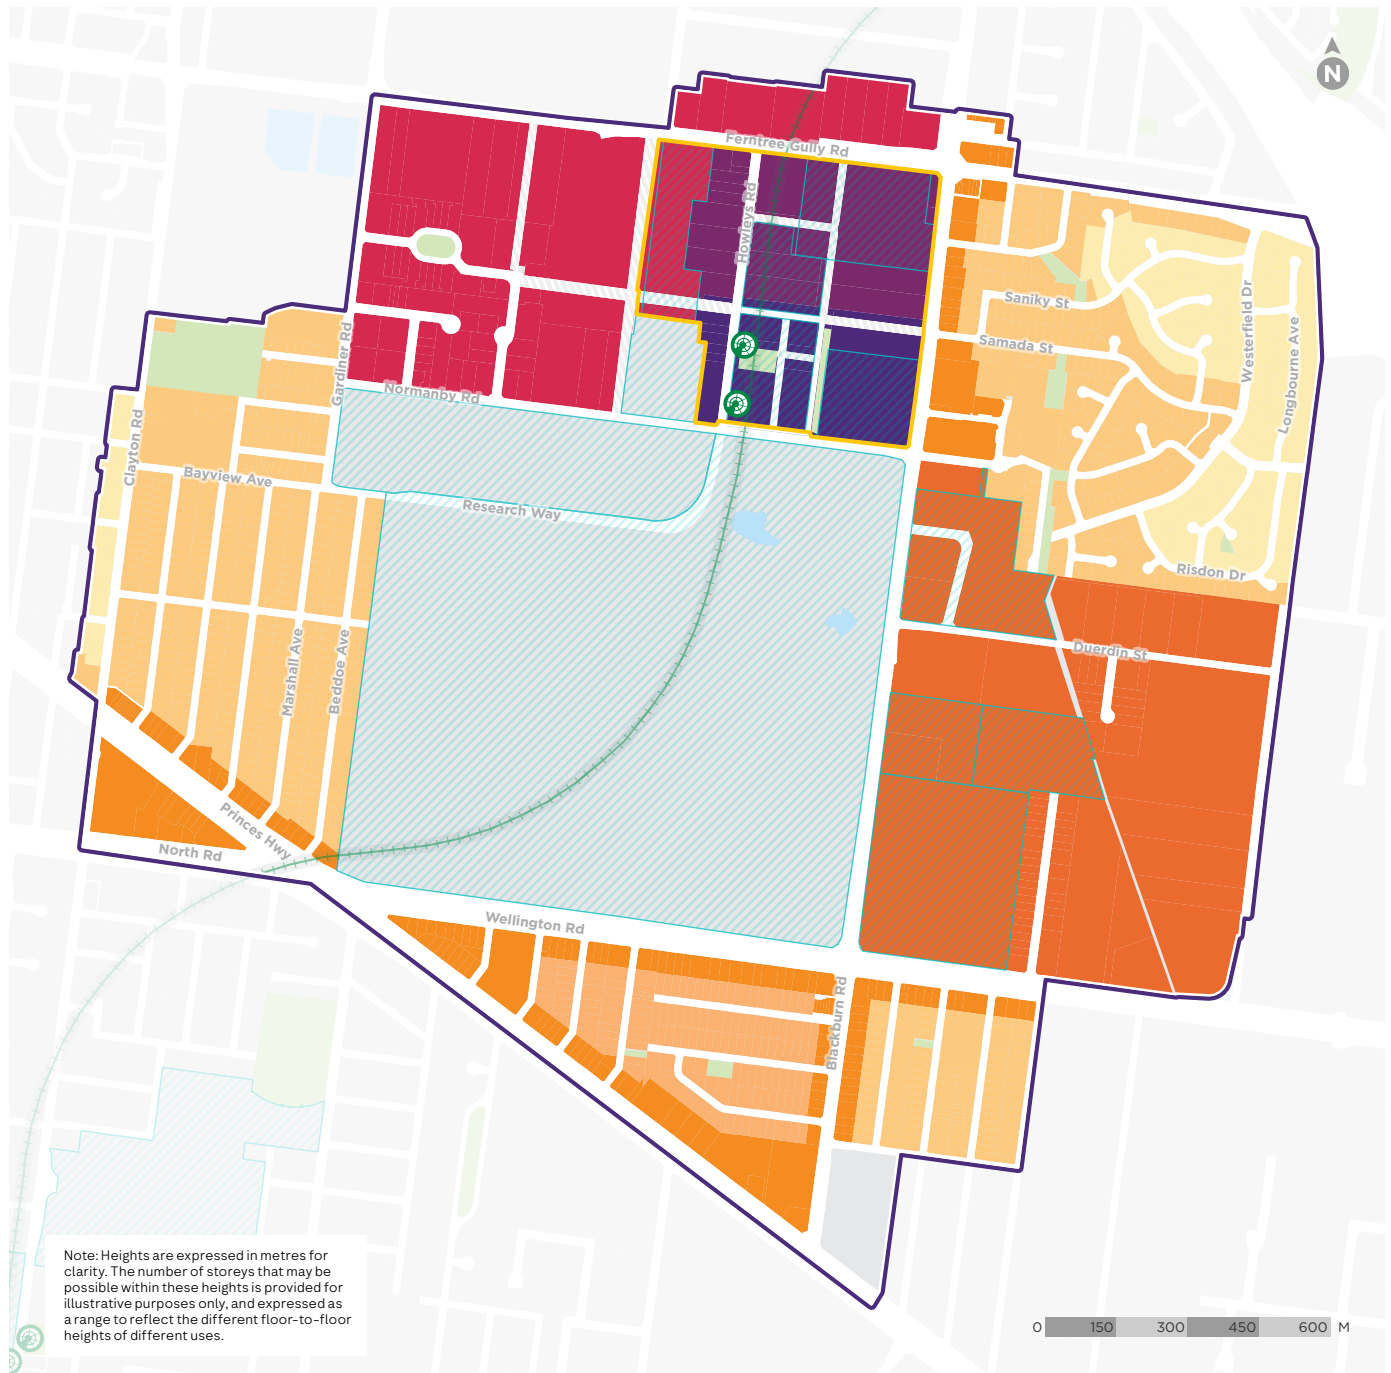 N
Ferntree Gully Rd
Howleys Rd
Saniky St
Westerfield Dr
Samada St
Longbourne Ave
Gardiner Rd
Normanby Rd
Clayton Rd
Bayview Ave
Research Way
Risdon Dr
Marshall Ave
Beddoe Ave
Duerdin St
Princes Hwy
North Rd
Wellington Rd
Blackburn Rd
Note: Heights are expressed in metres for
clarity. The number of storeys that may be
possible within these heights is provided for
illustrative purposes only, and expressed as
a range to reflect the different floor-to-floor
heights of different uses.
0 150 300 450 600 M